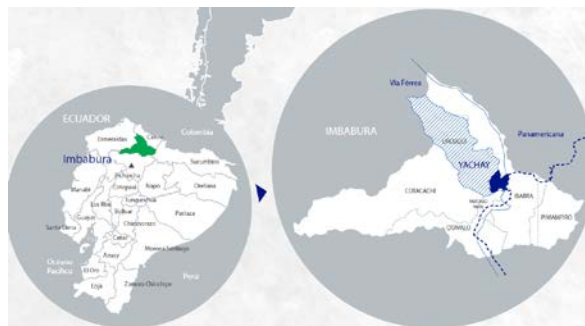 ECUADOR
Esmeraldas
Carchi
Colombia
Imbabura
Sucumbíos
Pichincha
Manabí
Cotopaxi
Napo
Orellana
Tungurahua
Los Ríos
Bolívar
Pastaza
Guayas
Chimborazo
Santa Elena
Cañar
Morona Santiago
Azuay
Océano
Pacífico
El Oro
Perú
Loja
Zamora Chinchipe
Vía Férrea
IMBABURA
Panamericana
URCUQUÍ
YACHAY
COTACACHI
IBARRA
ANTONIO
ANTE
PIMAMPIRO
OTAVALO